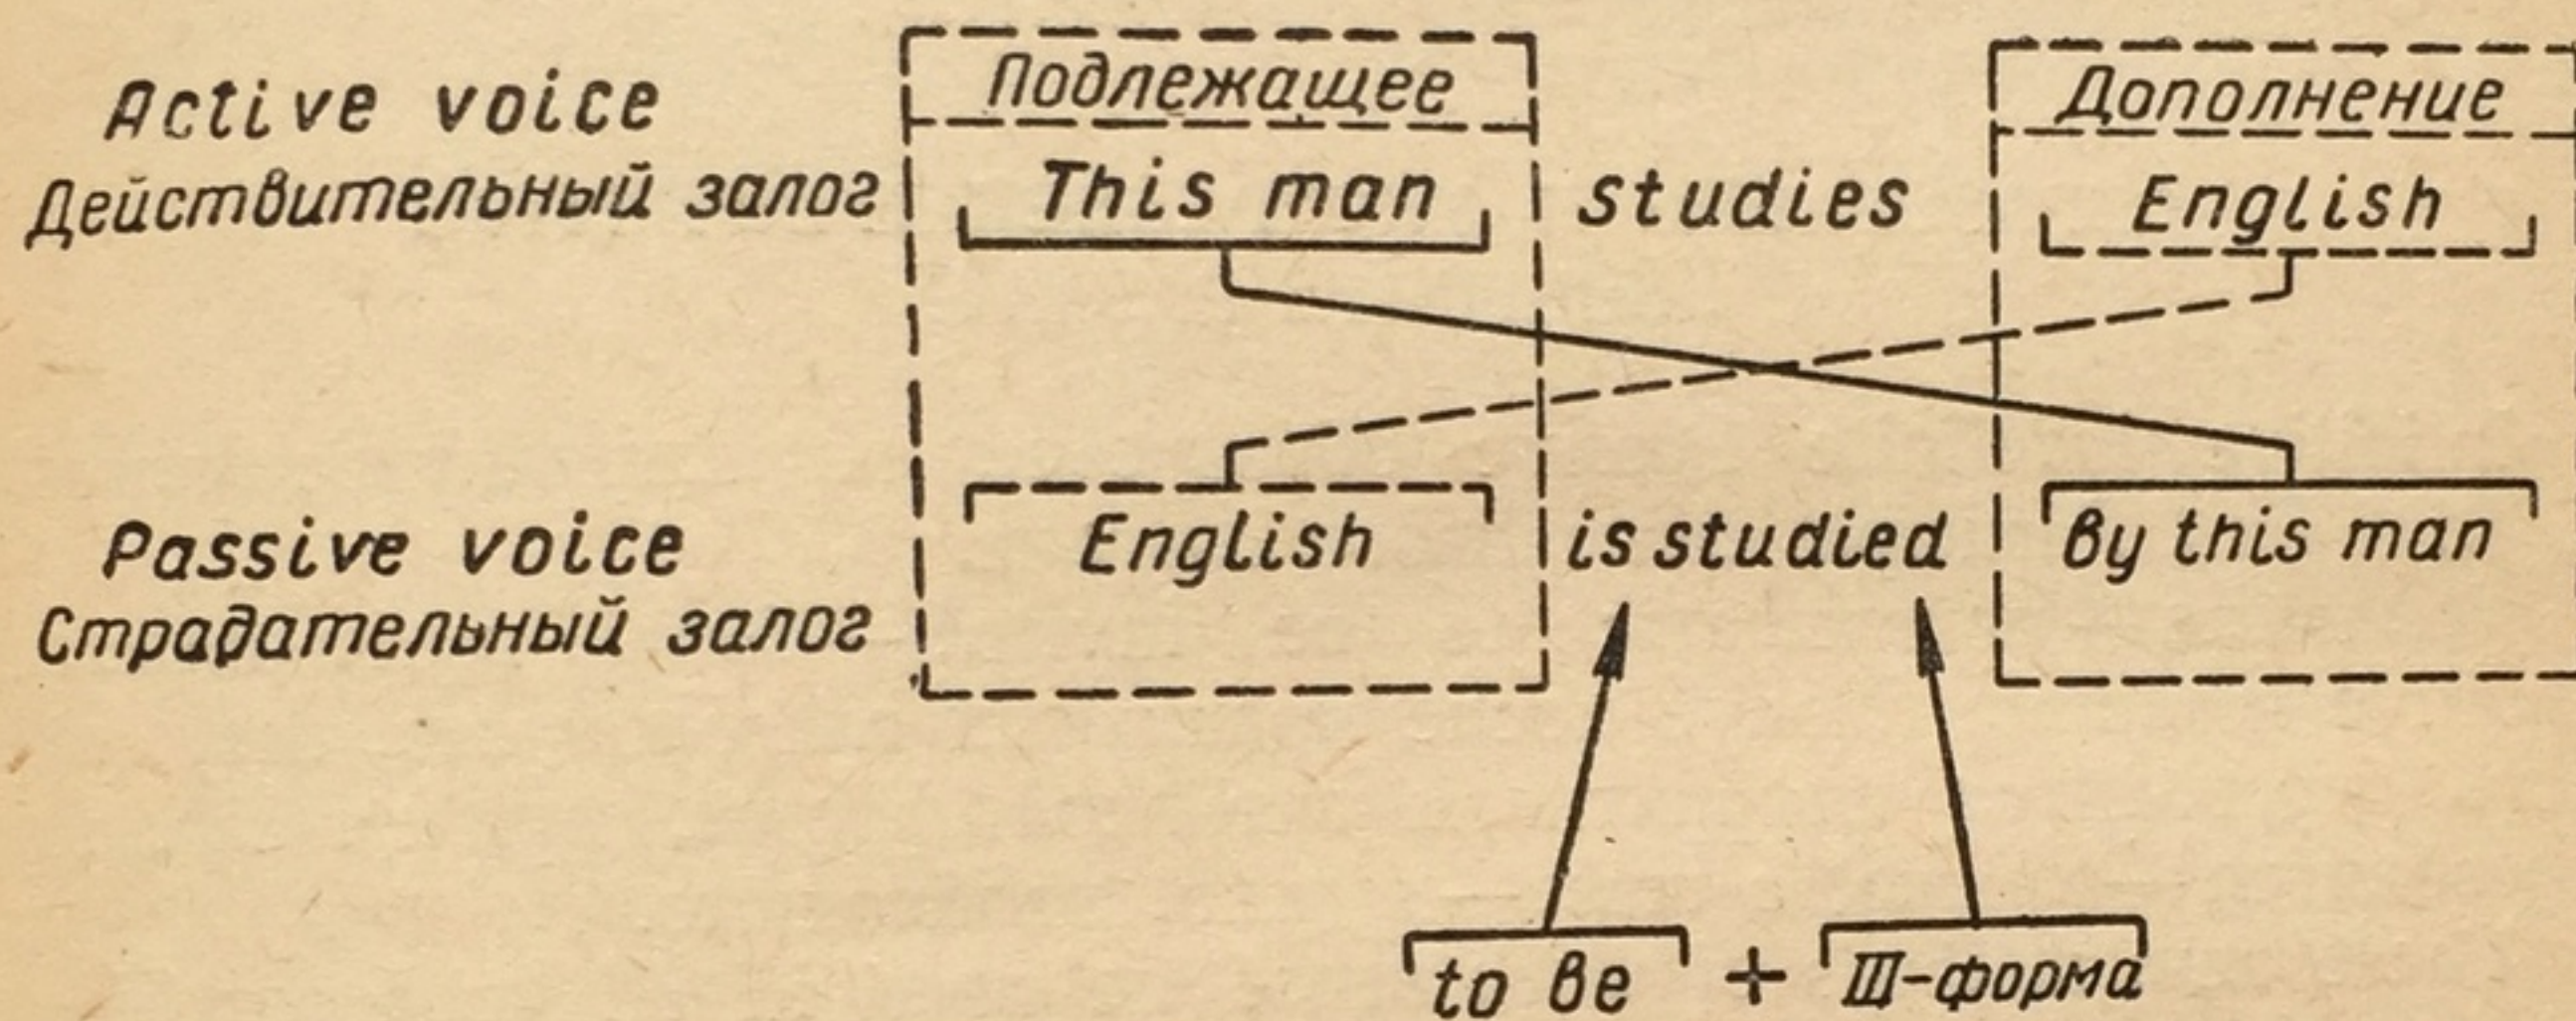 Подлежащее Дополнение
Active voice
Действительный залог This man studies English
Passive voice English is studied by this man
Страдательный залог
to be + III-форма